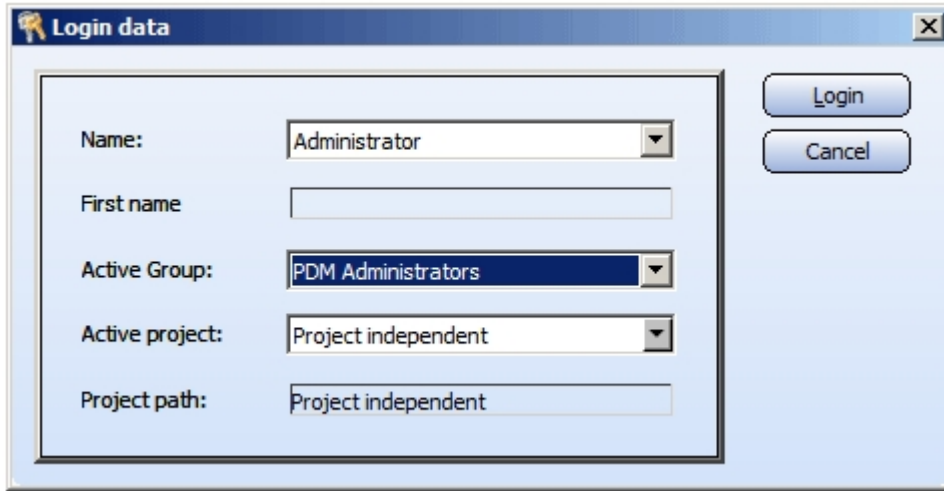 Login data
Login
Name: Administrator
Cancel
First name
Active Group: PDM Administrators
Active project: Project independent
Project path: Project independent